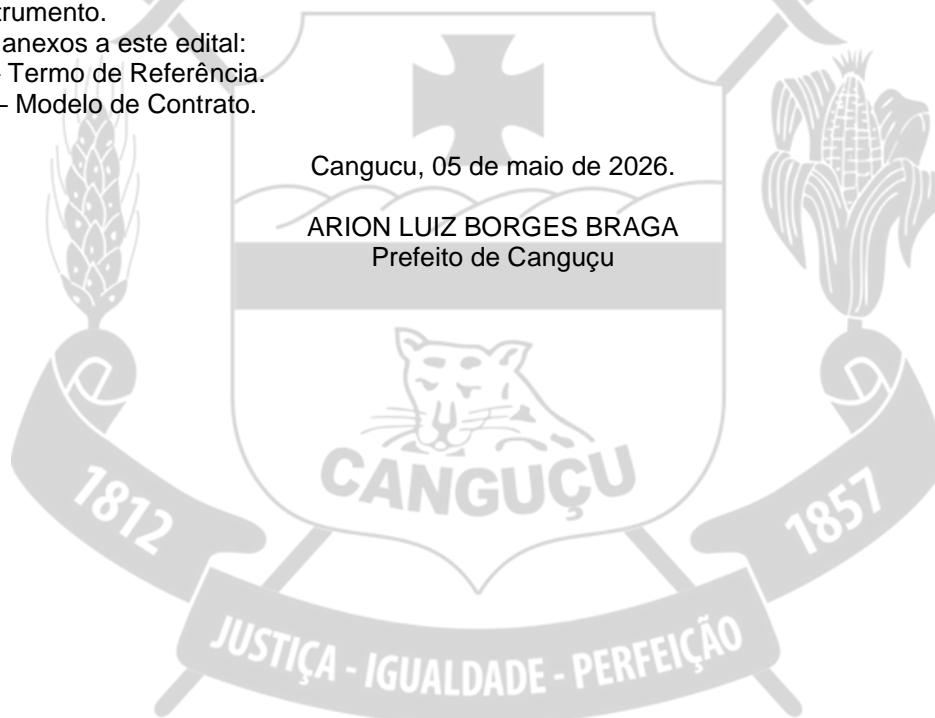 trumento.
anexos a este edital:
- Termo de Referência.
– Modelo de Contrato.
Cangucu, 05 de maio de 2026.
ARION LUIZ BORGES BRAGA
Prefeito de Canguçu
CANGUÇU
1812
1857
JUSTIÇA - IGUALDADE - PERFEIÇÃO